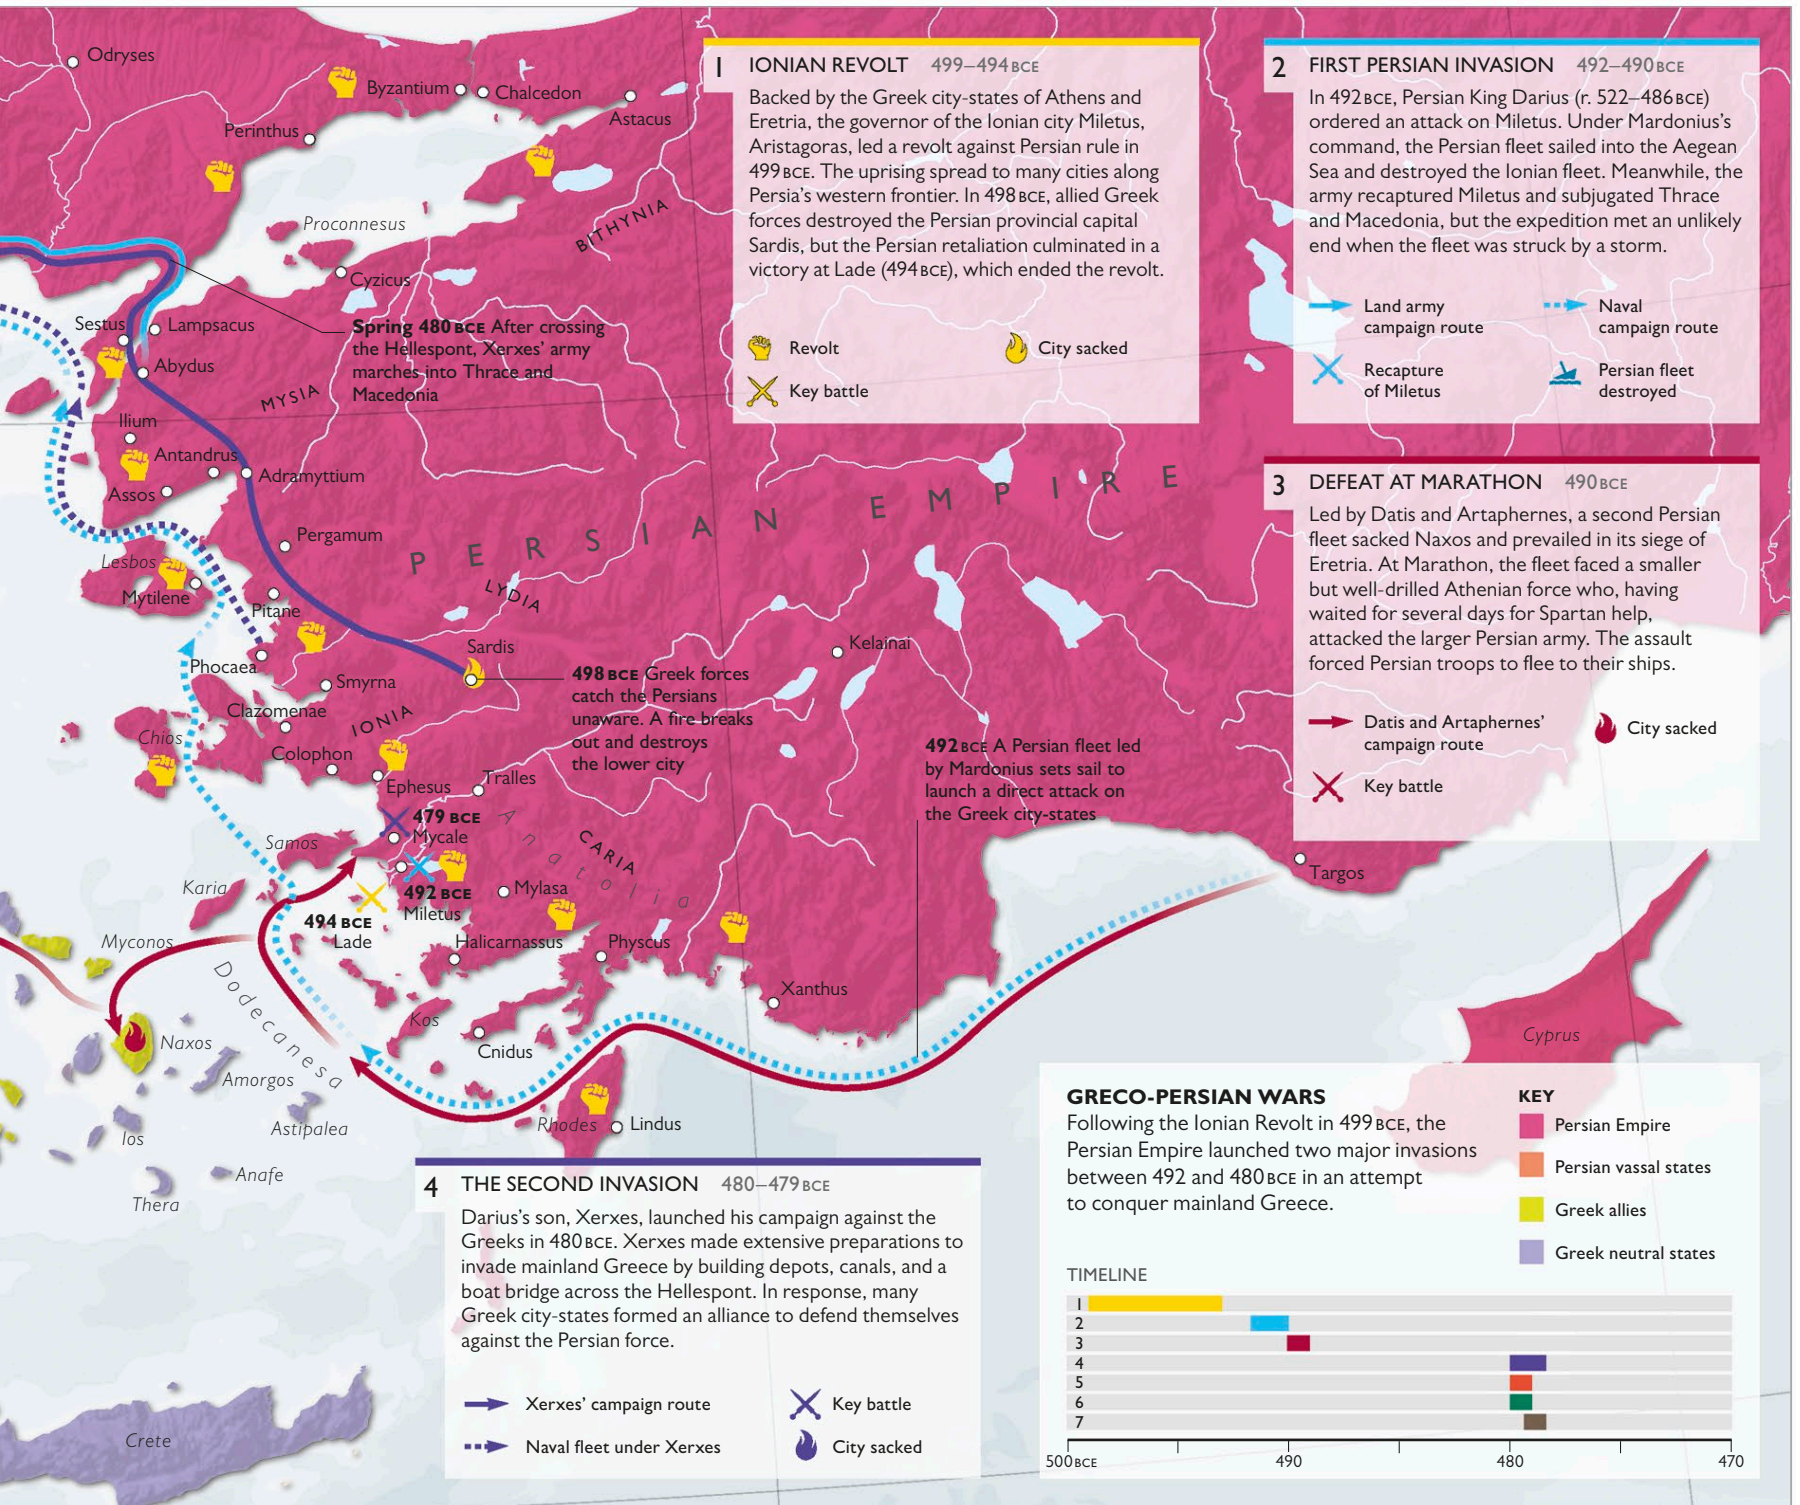 Odryses
Byzantium
Chalcedon
Astacus
Perinthus
Proconnesus
BITHYNIA
Cyzicus
Sestus
Lampsacus
Abydus
Spring 480 BCE After crossing
the Hellespont, Xerxes’ army
marches into Thrace and
Macedonia
MYSIA
Ilium
Antandrus
Adramyttium
Assos
PERSIAN EMPIRE
Pergamum
Lesbos
Mytilene
LYDIA
Pitane
Sardis
Kelainai
Phocaea
Smyrna
498 BCE Greek forces
catch the Persians
unaware. A fire breaks
out and destroys
the lower city
Clazomenae
IONIA
Chios
Colophon
Ephesus
Tralles
492 BCE A Persian fleet led
by Mardonius sets sail to
launch a direct attack on
the Greek city-states
479 BCE
Mycale
Anatolia
CARIA
Samos
Targos
Karia
492 BCE
Miletus
Mylasa
494 BCE
Lade
Myconos
Halicarnassus
Physcus
Dodecanesa
Xanthus
Kos
Naxos
Cnidus
Cyprus
Amorgos
Ios
Astipalea
Rhodes
Lindus
Anafe
Thera
Crete
1 IONIAN REVOLT 499–494 BCE
Backed by the Greek city-states of Athens and
Eretria, the governor of the Ionian city Miletus,
Aristagoras, led a revolt against Persian rule in
499 BCE. The uprising spread to many cities along
Persia’s western frontier. In 498 BCE, allied Greek
forces destroyed the Persian provincial capital
Sardis, but the Persian retaliation culminated in a
victory at Lade (494 BCE), which ended the revolt.
Revolt
City sacked
Key battle
2 FIRST PERSIAN INVASION 492–490 BCE
In 492 BCE, Persian King Darius (r. 522–486 BCE)
ordered an attack on Miletus. Under Mardonius’s
command, the Persian fleet sailed into the Aegean
Sea and destroyed the Ionian fleet. Meanwhile, the
army recaptured Miletus and subjugated Thrace
and Macedonia, but the expedition met an unlikely
end when the fleet was struck by a storm.
Land army
campaign route
Naval
campaign route
Recapture
of Miletus
Persian fleet
destroyed
3 DEFEAT AT MARATHON 490 BCE
Led by Datis and Artaphernes, a second Persian
fleet sacked Naxos and prevailed in its siege of
Eretria. At Marathon, the fleet faced a smaller
but well-drilled Athenian force who, having
waited for several days for Spartan help,
attacked the larger Persian army. The assault
forced Persian troops to flee to their ships.
Datis and Artaphernes’
campaign route
City sacked
Key battle
4 THE SECOND INVASION 480–479 BCE
Darius’s son, Xerxes, launched his campaign against the
Greeks in 480 BCE. Xerxes made extensive preparations to
invade mainland Greece by building depots, canals, and a
boat bridge across the Hellespont. In response, many
Greek city-states formed an alliance to defend themselves
against the Persian force.
Xerxes’ campaign route
Key battle
Naval fleet under Xerxes
City sacked
GRECO-PERSIAN WARS
Following the Ionian Revolt in 499 BCE, the
Persian Empire launched two major invasions
between 492 and 480 BCE in an attempt
to conquer mainland Greece.
KEY
Persian Empire
Persian vassal states
Greek allies
Greek neutral states
TIMELINE
1
2
3
4
5
6
7
500 BCE 490 480 470